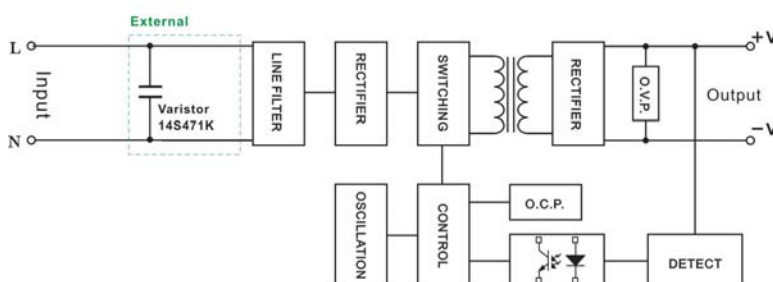 External
L
Input
N
Varistor
14S471K
LINE FILTER
RECTIFIER
SWITCHING
RECTIFIER
O.V.P.
+V
Output
−V
OSCILLATION
CONTROL
O.C.P.
DETECT